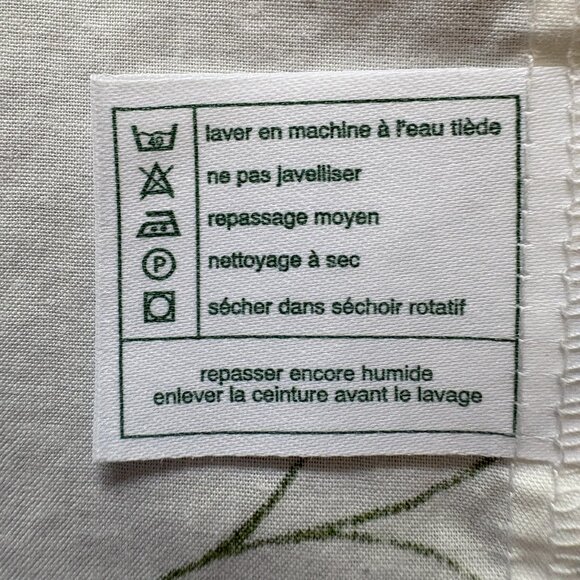 40 laver en machine à l'eau tiède
ne pas javelliser
repassage moyen
P nettoyage à sec
sécher dans séchoir rotatif
repasser encore humide
enlever la ceinture avant le lavage